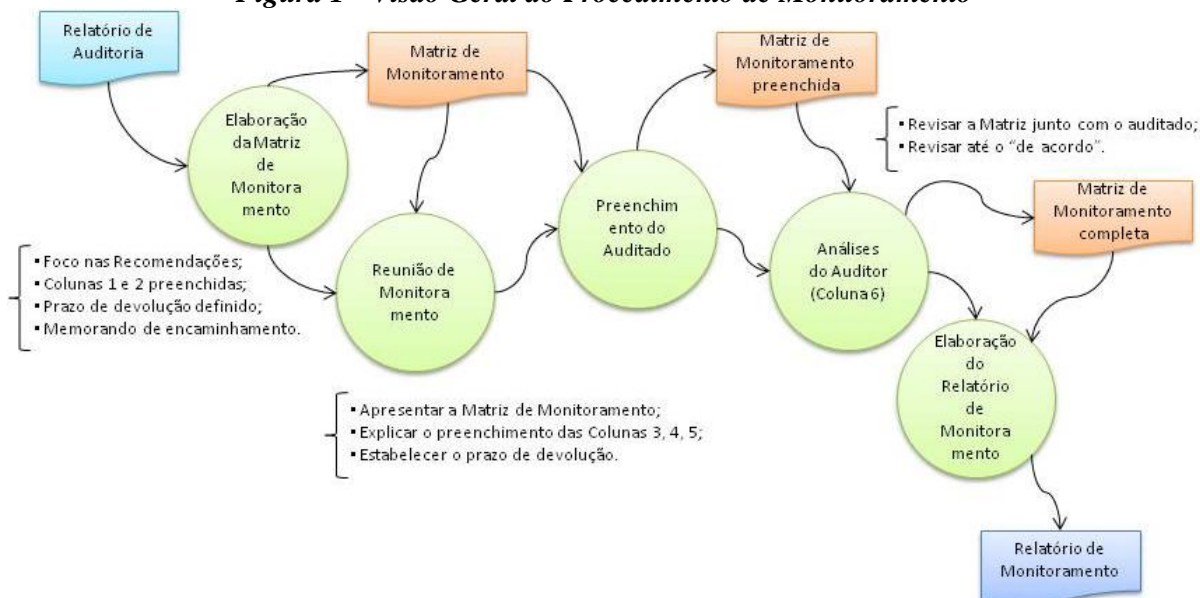 Figura 1 – Visão Geral do Procedimento de Monitoramento
Relatório de
Auditoria
Elaboração
da Matriz
de
Monitora
mento
Matriz de
Monitoramento
Matriz de
Monitoramento
preenchida
▪ Revisar a Matriz junto com o auditado;
▪ Revisar até o “de acordo”.
Matriz de
Monitoramento
completa
Preenchim
ento do
Auditado
Análises
do Auditor
(Coluna 6)
Reunião de
Monitora
mento
▪ Foco nas Recomendações;
▪ Colunas 1 e 2 preenchidas;
▪ Prazo de devolução definido;
▪ Memorando de encaminhamento.
Elaboração
do
Relatório
de
Monitora
mento
▪ Apresentar a Matriz de Monitoramento;
▪ Explicar o preenchimento das Colunas 3, 4, 5;
▪ Estabelecer o prazo de devolução.
Relatório de
Monitoramento